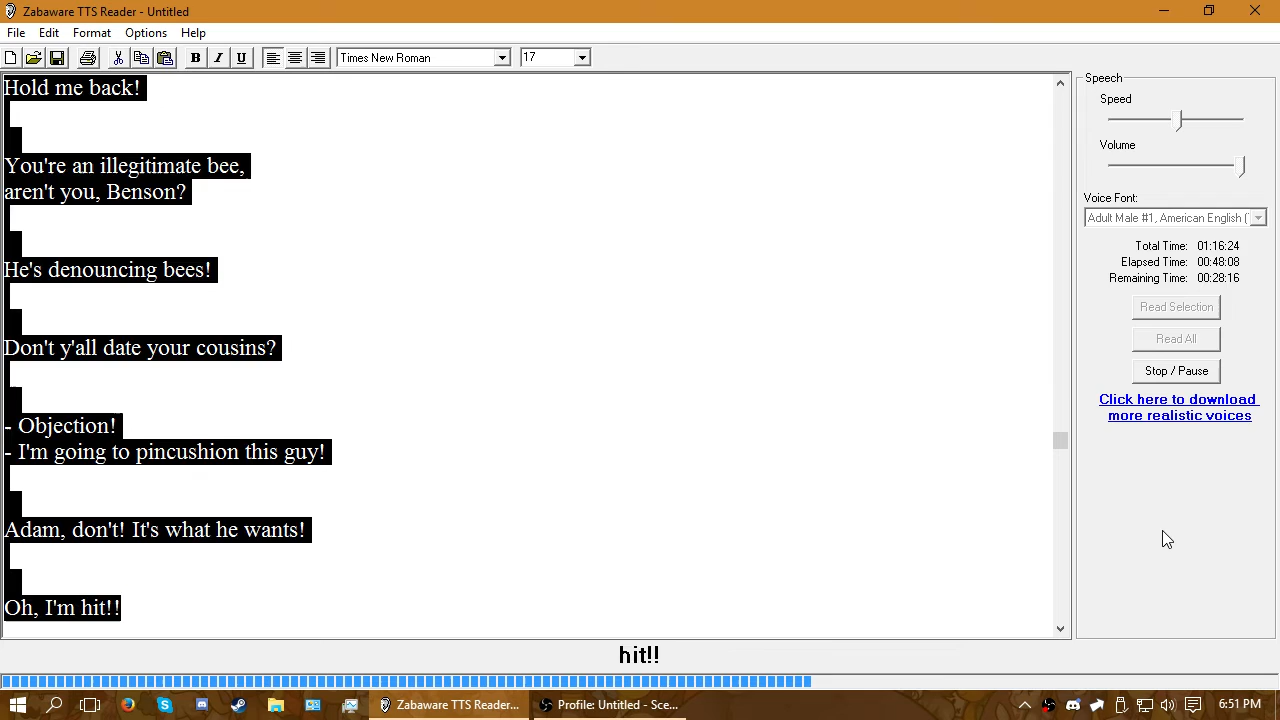 Zabaware TTS Reader - Untitled
File Edit Format Options Help
B I U Times New Roman 17
Hold me back!
You're an illegitimate bee,
aren't you, Benson?
He's denouncing bees!
Don't y'all date your cousins?
- Objection!
- I'm going to pincushion this guy!
Adam, don't! It's what he wants!
Oh, I'm hit!!
Speech
Speed
Volume
Voice Font:
Adult Male #1, American English (
Total Time: 01:16:24
Elapsed Time: 00:48:08
Remaining Time: 00:28:16
Read Selection
Read All
Stop / Pause
Click here to download
more realistic voices
hit!!
Zabaware TTS Reader... Profile: Untitled - Sce... 6:51 PM